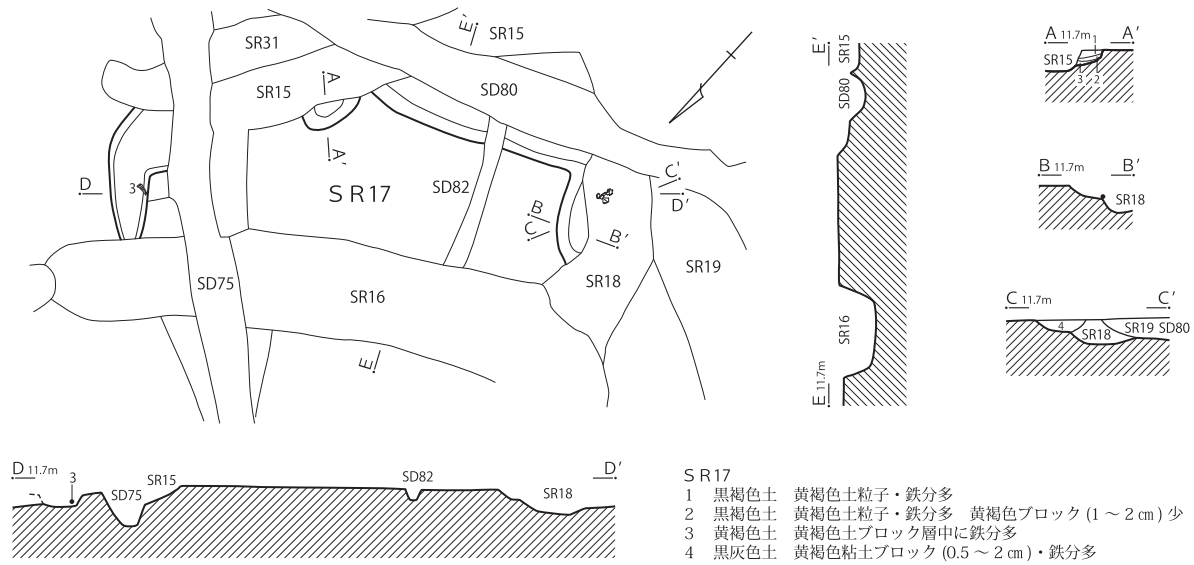 E′
SR15
SR31
SR15
A
SD80
A′
3
D
SR17
SD82
C′
D′
B
C
B′
SR18
SR19
SD75
SR16
E
E′
SR15
SD80
SR16
E 11.7m
A 11.7m A′
1
SR15
3 2
B 11.7m B′
SR18
C 11.7m C′
4 SR18 SR19 SD80
D 11.7m D′
3 SD75 SR15 SD82 SR18
SR17
1 黒褐色土 黄褐色土粒子・鉄分多
2 黒褐色土 黄褐色土粒子・鉄分多 黄褐色ブロック(1～2㎝)少
3 黄褐色土 黄褐色土ブロック層中に鉄分多
4 黒灰色土 黄褐色粘土ブロック(0.5～2㎝)・鉄分多